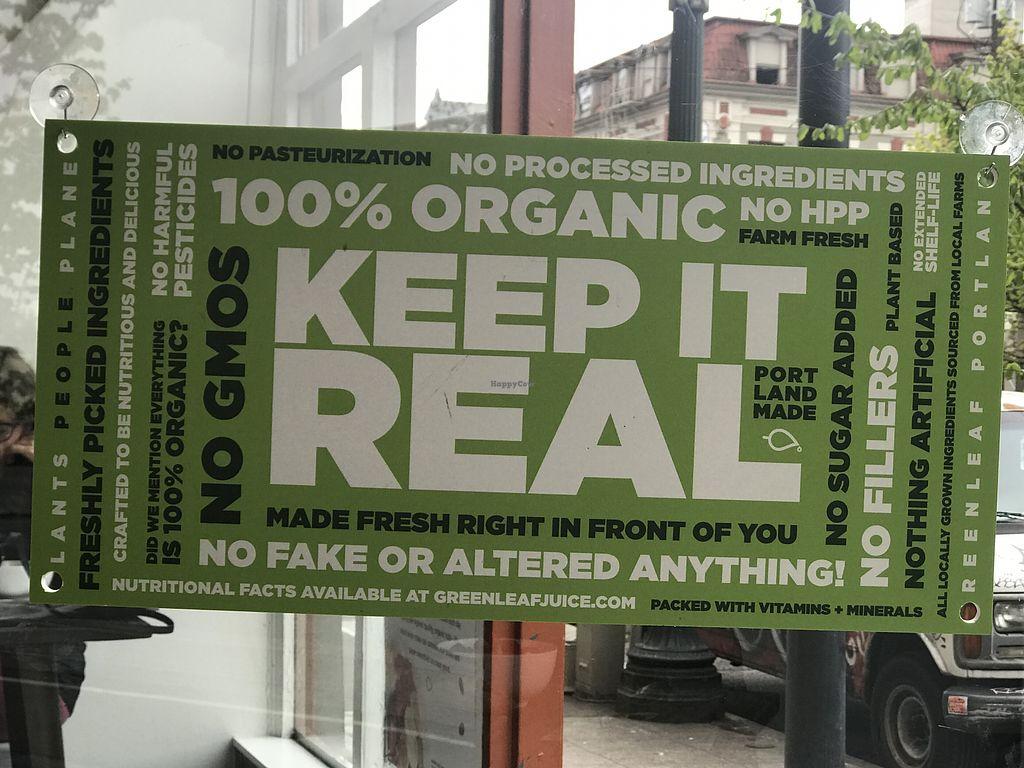 PLANTS PEOPLE PLANE
FRESHLY PICKED INGREDIENTS
CRAFTED TO BE NUTRITIOUS AND DELICIOUS
NO HARMFUL
PESTICIDES
DID WE MENTION EVERYTHING
IS 100% ORGANIC?
NO GMOS
NO PASTEURIZATION
NO PROCESSED INGREDIENTS
100% ORGANIC
NO HPP
FARM FRESH
KEEP IT
REAL
PORT
LAND
MADE
HappyCow
MADE FRESH RIGHT IN FRONT OF YOU
NO FAKE OR ALTERED ANYTHING!
NUTRITIONAL FACTS AVAILABLE AT GREENLEAFJUICE.COM
PACKED WITH VITAMINS + MINERALS
NO SUGAR ADDED
NO FILLERS
PLANT BASED
NOTHING ARTIFICIAL
NO EXTENDED
SHELF-LIFE
ALL LOCALLY GROWN INGREDIENTS SOURCED FROM LOCAL FARMS
REENLEAF PORTLAN